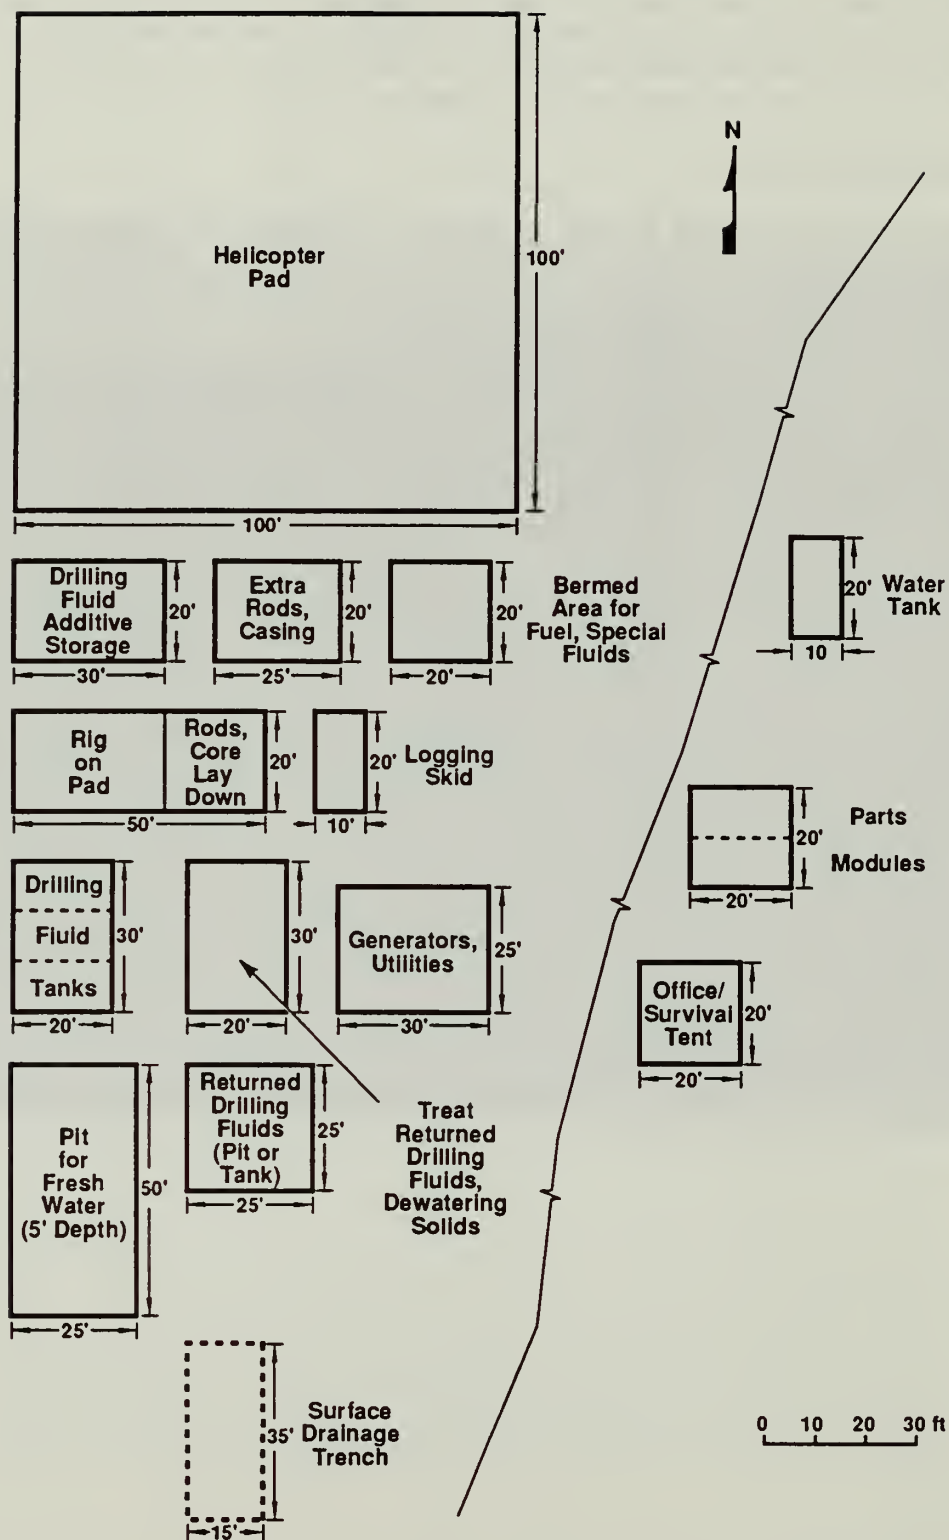 N
Helicopter
Pad
100'
100'
Drilling
Fluid
Additive
Storage
20'
30'
Extra
Rods,
Casing
20'
25'
20'
20'
Bermed
Area for
Fuel, Special
Fluids
20'
10
Water
Tank
Rig
on
Pad
Rods,
Core
Lay
Down
20'
50'
20'
10'
Logging
Skid
20'
20'
Parts
Modules
Drilling
Fluid
Tanks
30'
20'
30'
20'
Generators,
Utilities
25'
30'
Office/
Survival
Tent
20'
20'
Pit
for
Fresh
Water
(5' Depth)
50'
25'
Returned
Drilling
Fluids
(Pit or
Tank)
25'
25'
Treat
Returned
Drilling
Fluids,
Dewatering
Solids
35'
15'
Surface
Drainage
Trench
0 10 20 30 ft